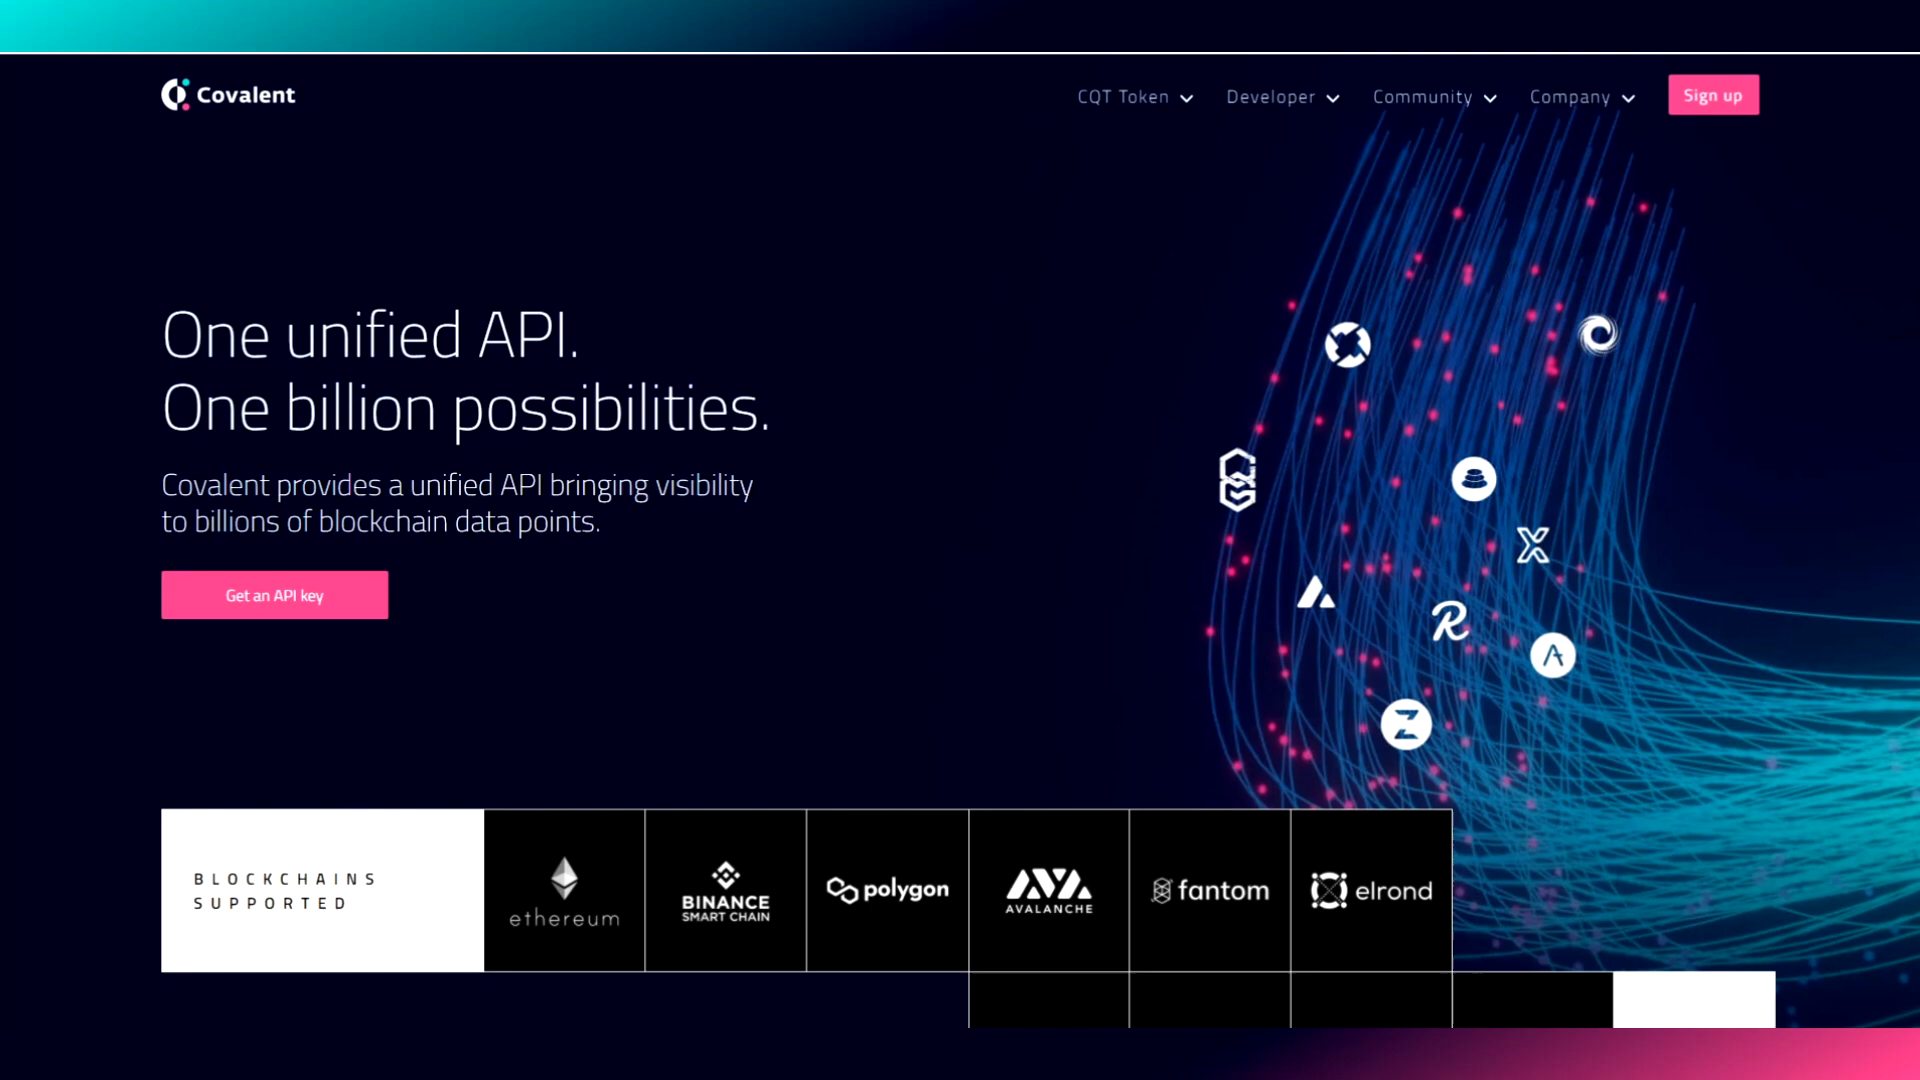 Covalent
CQT Token
Developer
Community
Company
Sign up
One unified API.
One billion possibilities.
Covalent provides a unified API bringing visibility
to billions of blockchain data points.
Get an API key
BLOCKCHAINS
SUPPORTED
ethereum
BINANCE
SMART CHAIN
polygon
AVALANCHE
fantom
elrond